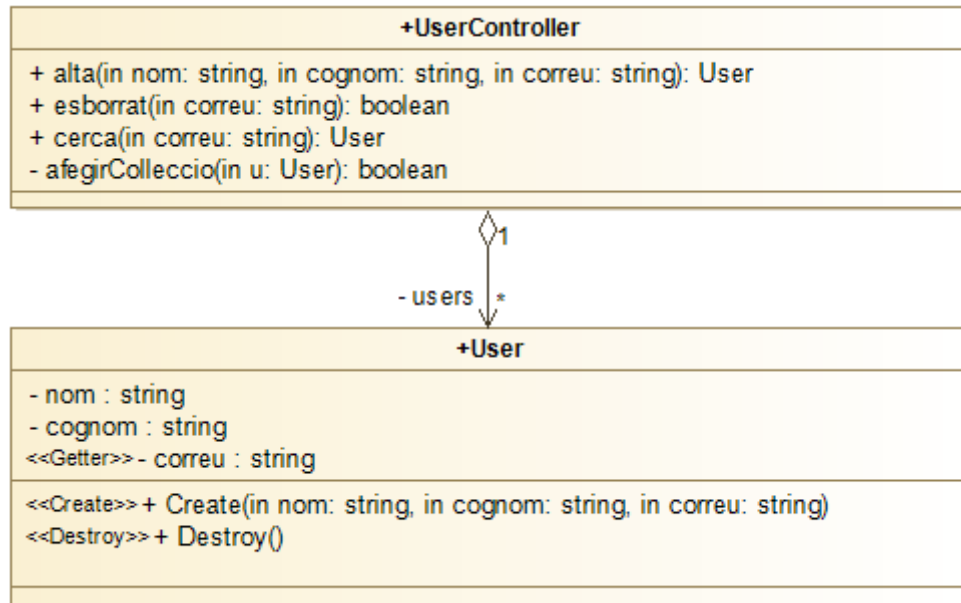 +UserController
+ alta(in nom: string, in cognom: string, in correu: string): User
+ esborrat(in correu: string): boolean
+ cerca(in correu: string): User
- afegirColleccio(in u: User): boolean
1
- users *
+User
- nom : string
- cognom : string
<<Getter>> - correu : string
<<Create>> + Create(in nom: string, in cognom: string, in correu: string)
<<Destroy>> + Destroy()